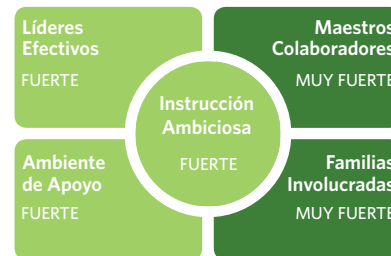 Líderes
Efectivos
FUERTE
Maestros
Colaboradores
MUY FUERTE
Instrucción
Ambiciosa
FUERTE
Ambiente
de Apoyo
FUERTE
Familias
Involucradas
MUY FUERTE